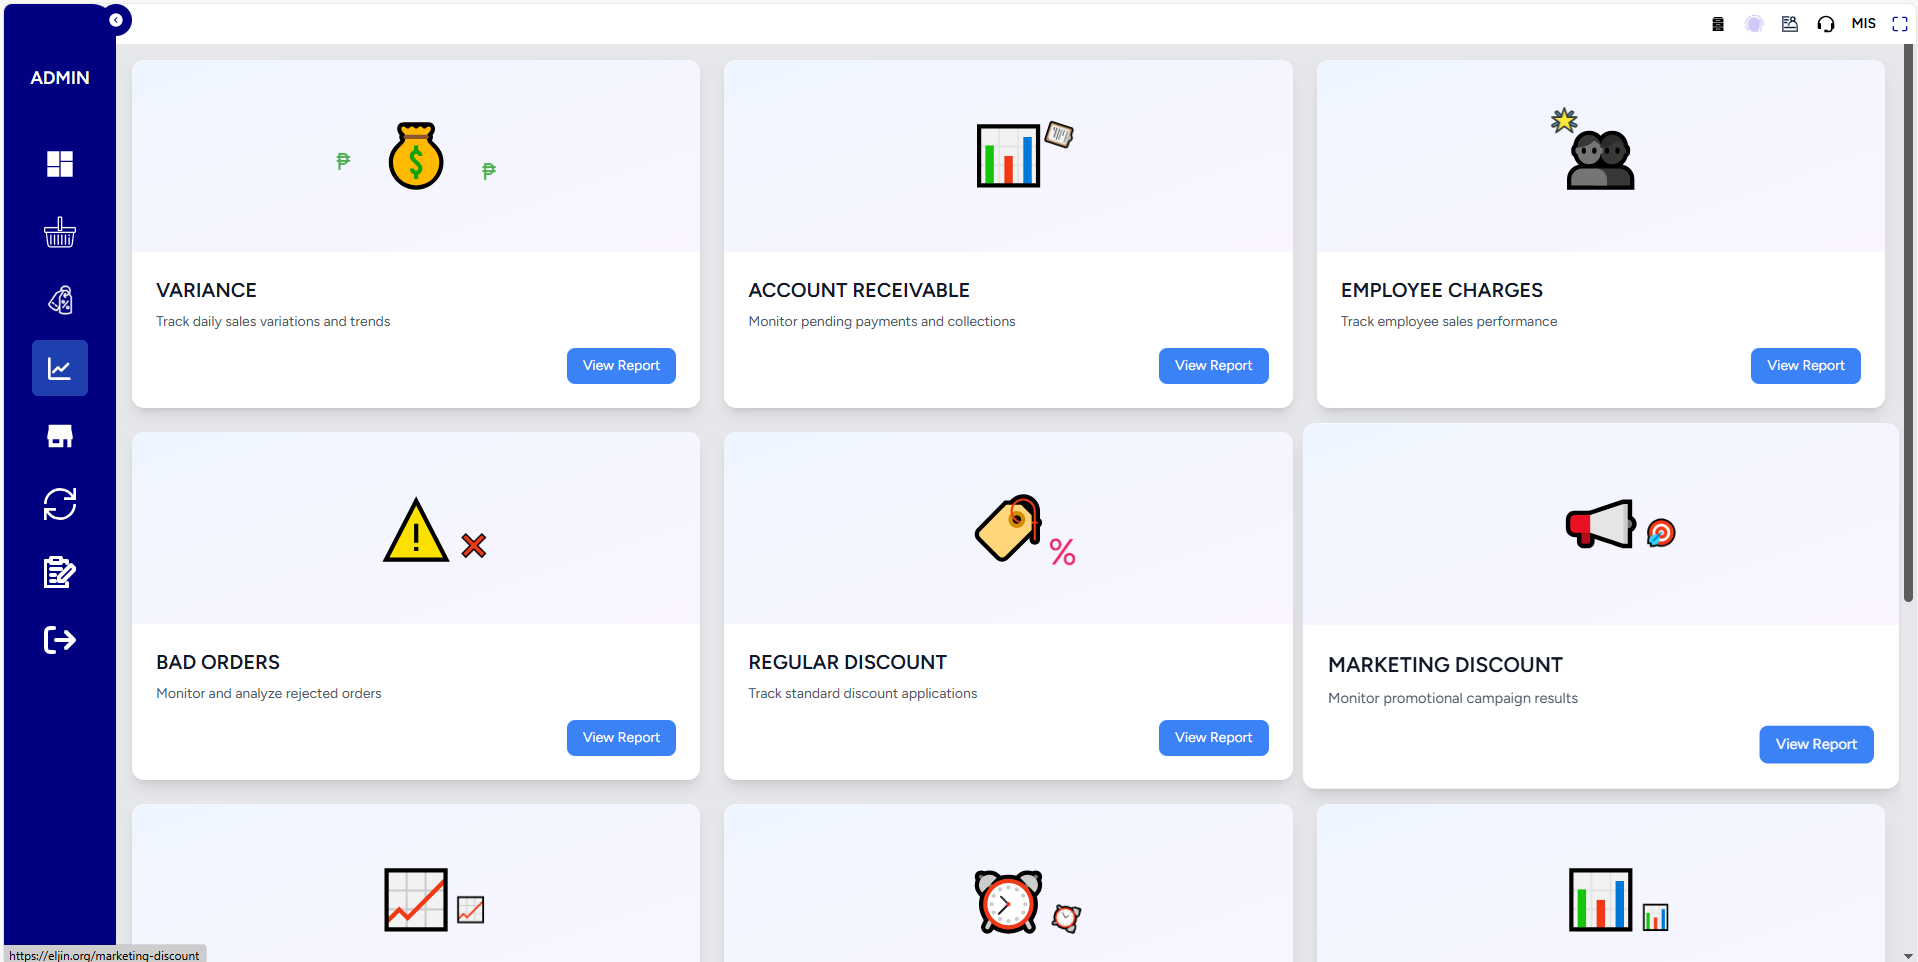 MIS
ADMIN
VARIANCE
Track daily sales variations and trends
View Report
ACCOUNT RECEIVABLE
Monitor pending payments and collections
View Report
EMPLOYEE CHARGES
Track employee sales performance
View Report
BAD ORDERS
Monitor and analyze rejected orders
View Report
REGULAR DISCOUNT
Track standard discount applications
View Report
MARKETING DISCOUNT
Monitor promotional campaign results
View Report
https://eljin.org/marketing-discount